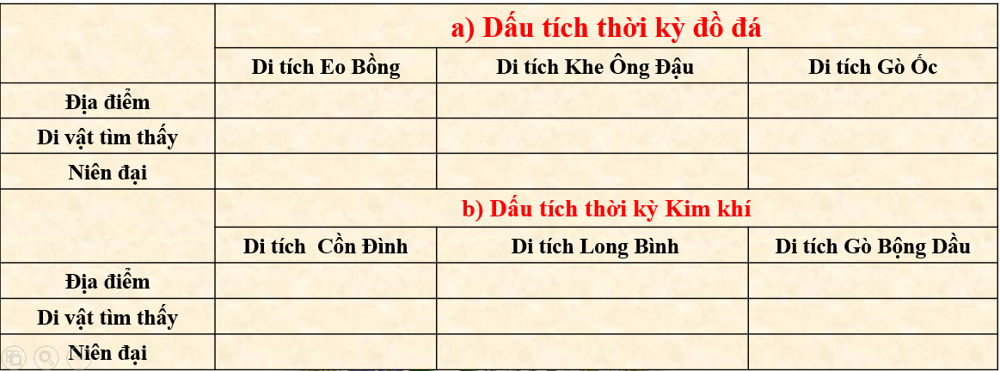 a) Dấu tích thời kỳ đồ đá
Di tích Eo Bồng Di tích Khe Ông Đậu Di tích Gò Ốc
Địa điểm
Di vật tìm thấy
Niên đại
b) Dấu tích thời kỳ Kim khí
Di tích Cồn Đình Di tích Long Bình Di tích Gò Bộng Dầu
Địa điểm
Di vật tìm thấy
Niên đại